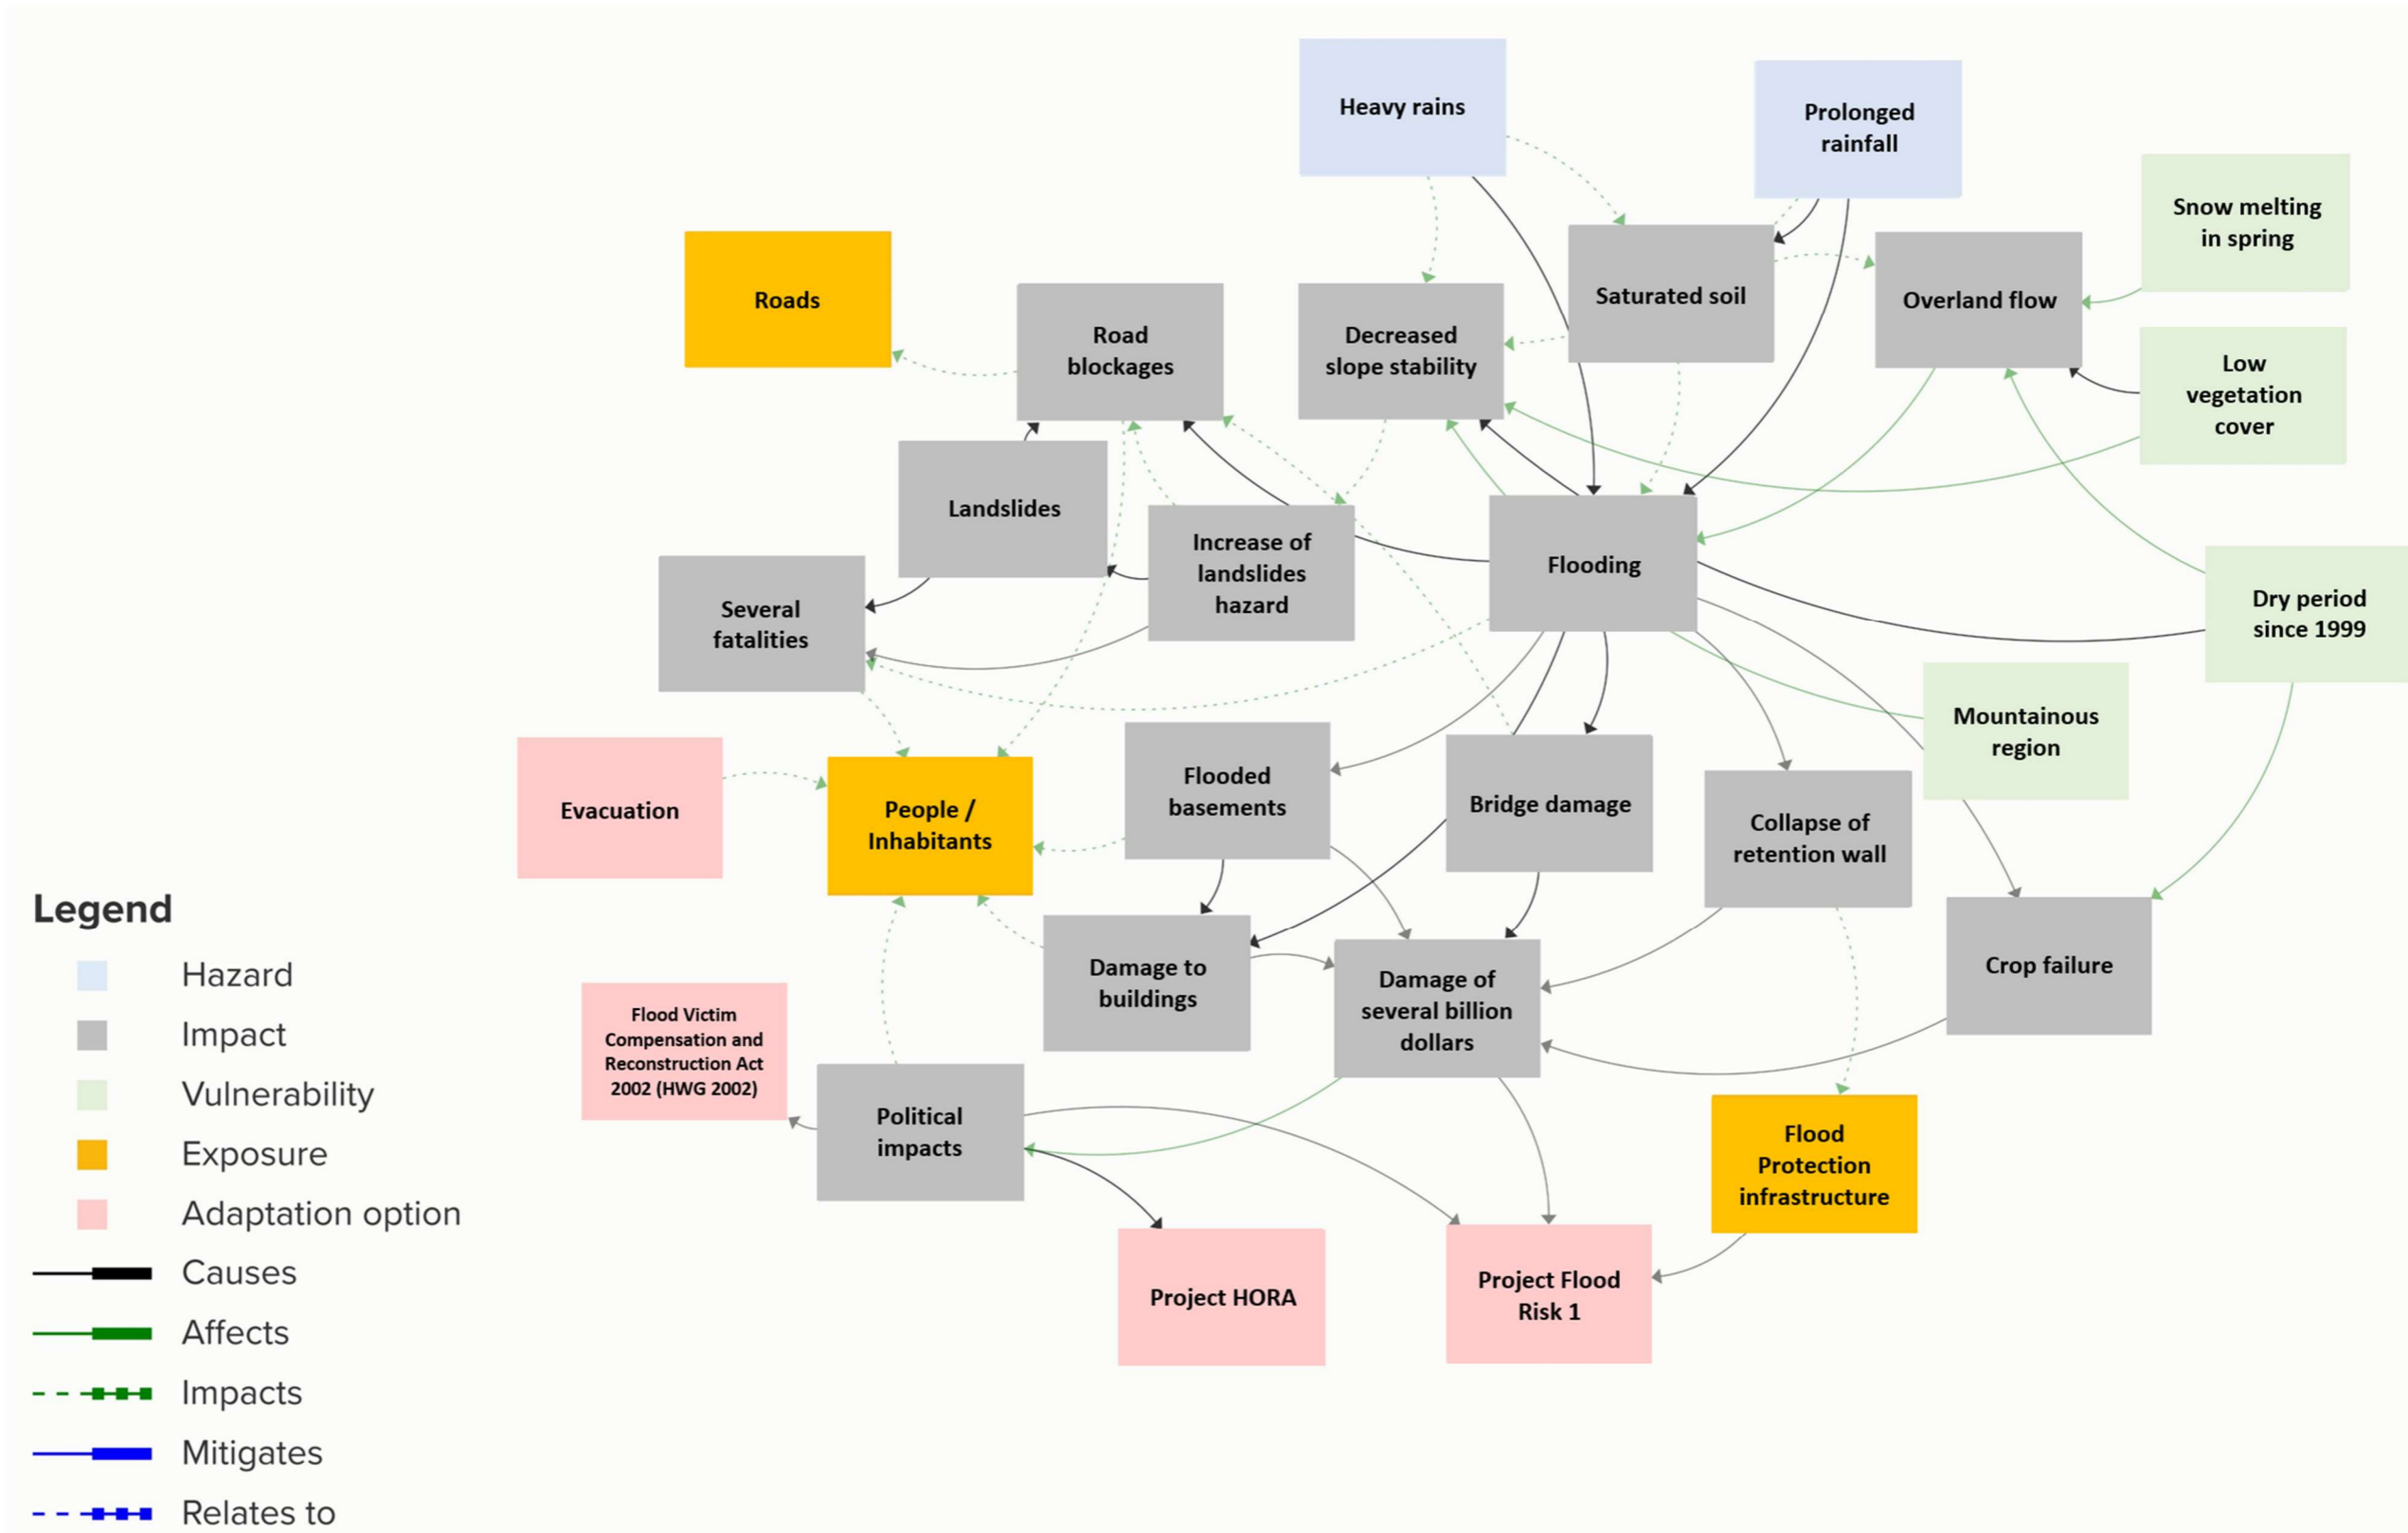 Heavy rains
Prolonged
rainfall
Snow melting
in spring
Roads
Road
blockages
Decreased
slope stability
Saturated soil
Overland flow
Low
vegetation
cover
Landslides
Increase of
landslides
hazard
Flooding
Several
fatalities
Dry period
since 1999
Mountainous
region
Evacuation
People /
Inhabitants
Flooded
basements
Bridge damage
Collapse of
retention wall
Damage to
buildings
Damage of
several billion
dollars
Crop failure
Flood Victim
Compensation and
Reconstruction Act
2002 (HWG 2002)
Political
impacts
Flood
Protection
infrastructure
Project HORA
Project Flood
Risk 1
Legend
Hazard
Impact
Vulnerability
Exposure
Adaptation option
Causes
Affects
Impacts
Mitigates
Relates to